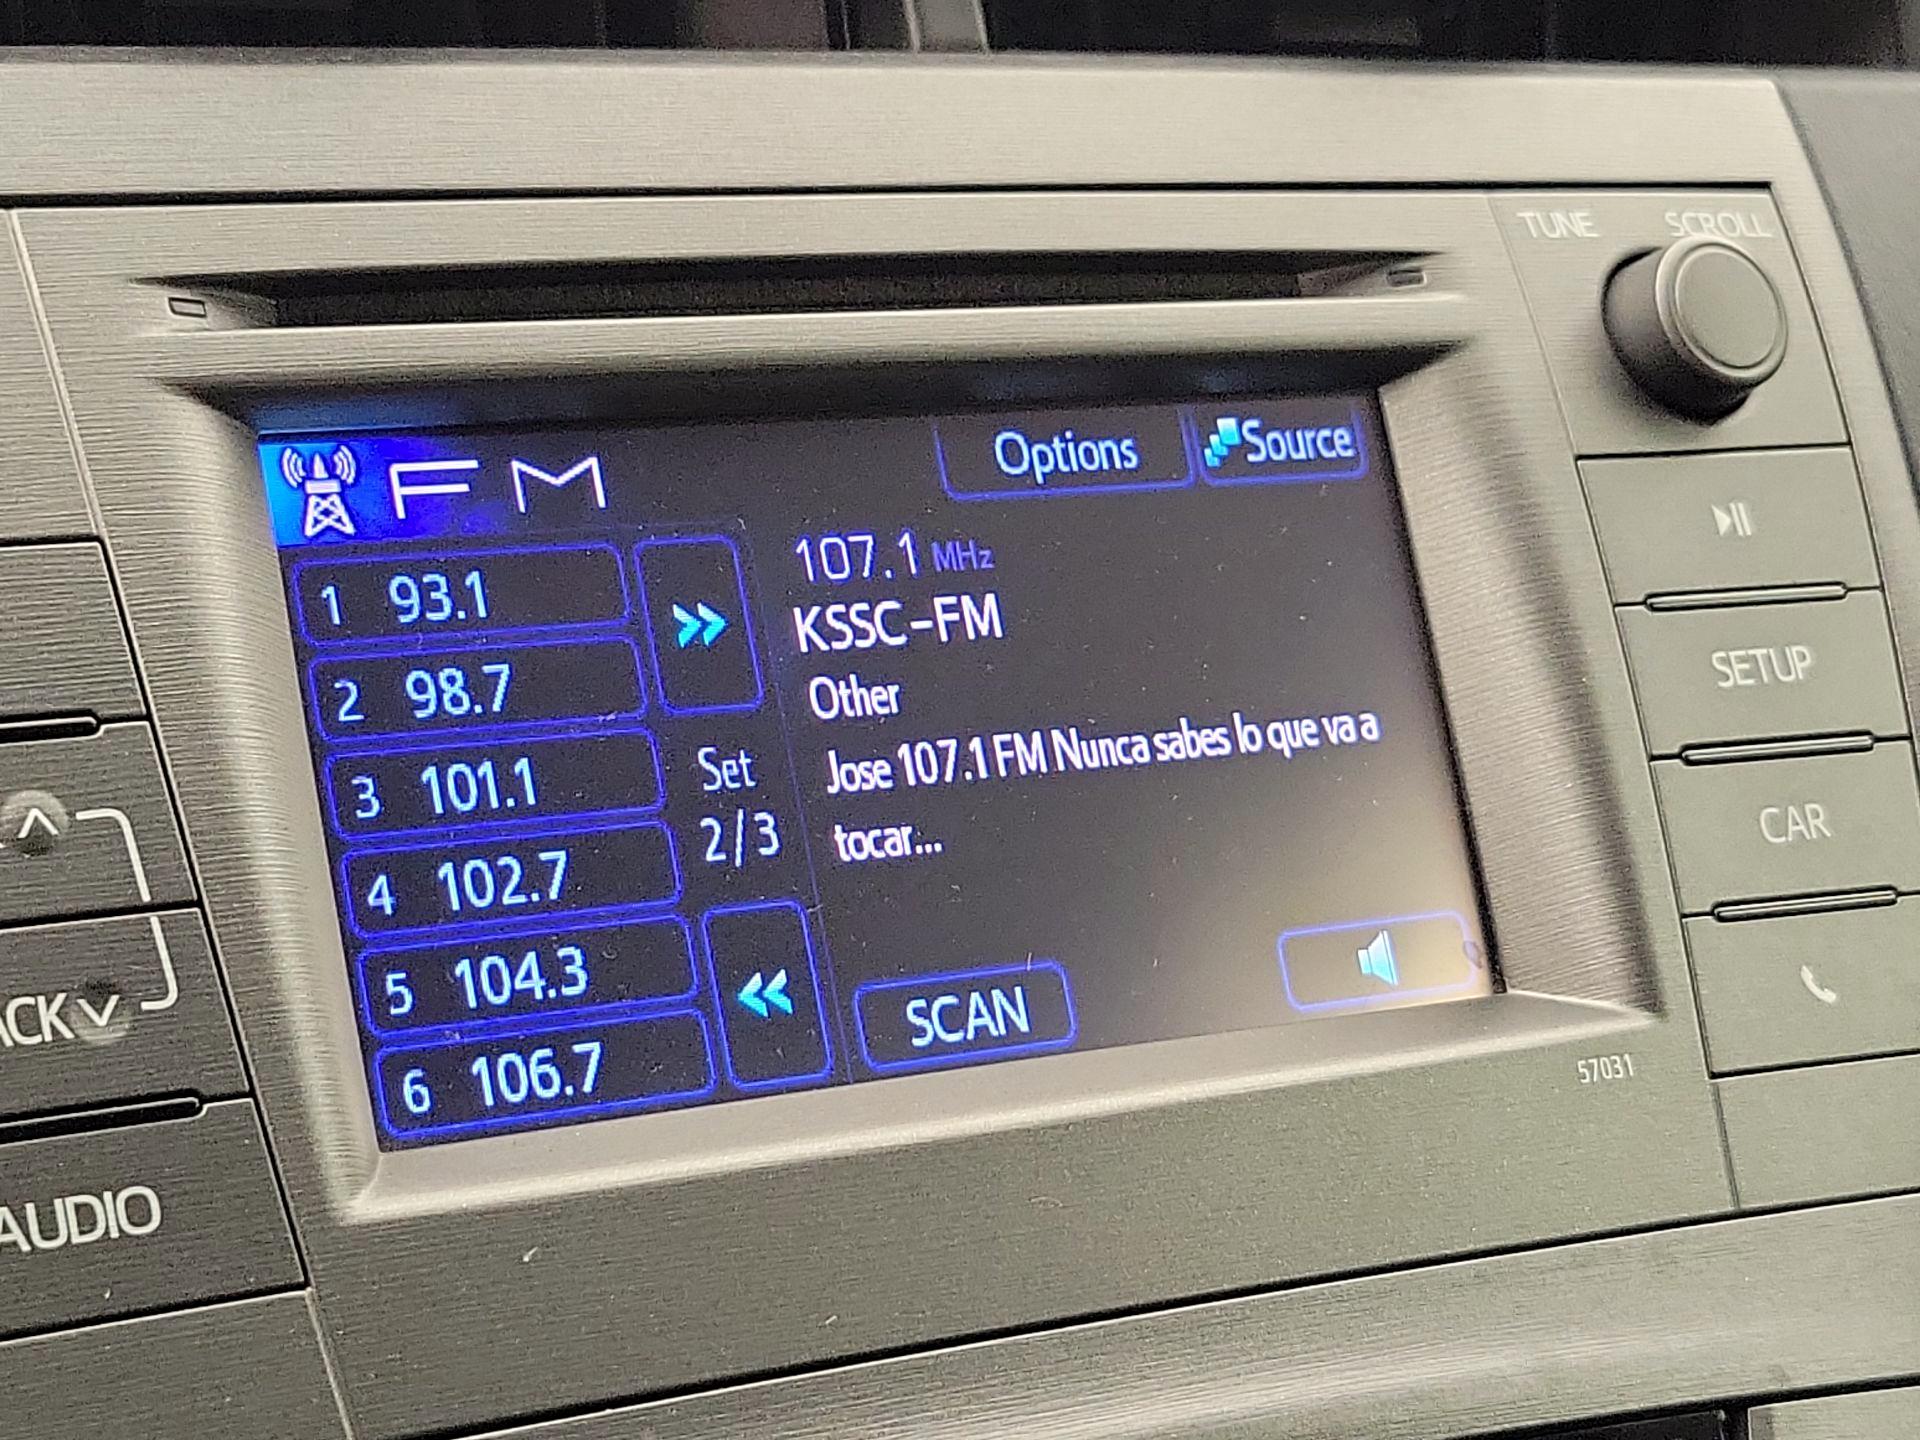 TUNE SCROLL
FM
Options
Source
1 93.1
2 98.7
3 101.1
4 102.7
5 104.3
6 106.7
Set
2/3
107.1 MHz
KSSC-FM
Other
Jose 107.1 FM Nunca sabes lo que va a
tocar...
SCAN
SETUP
CAR
57031
ACK
AUDIO